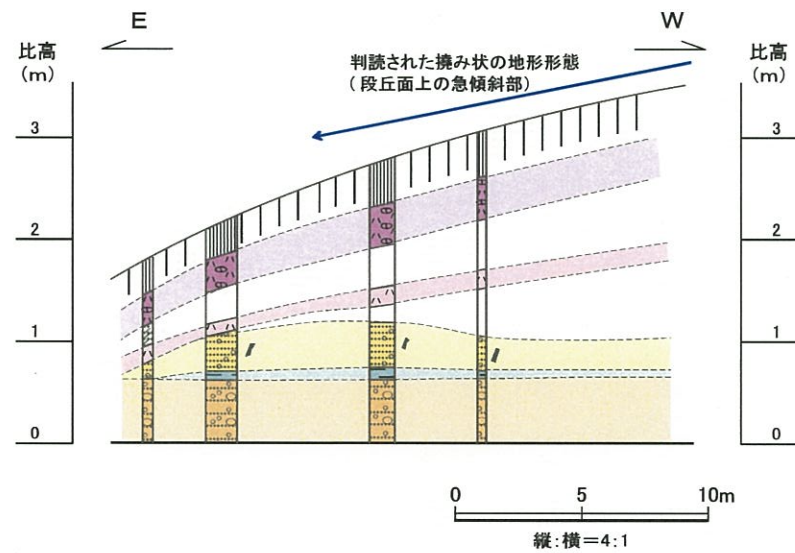 E
W
比高
(m)
比高
(m)
判読された撓み状の地形形態
(段丘面上の急傾斜部)
3
3
2
2
1
1
0
0
0 5 10m
縦:横=4:1